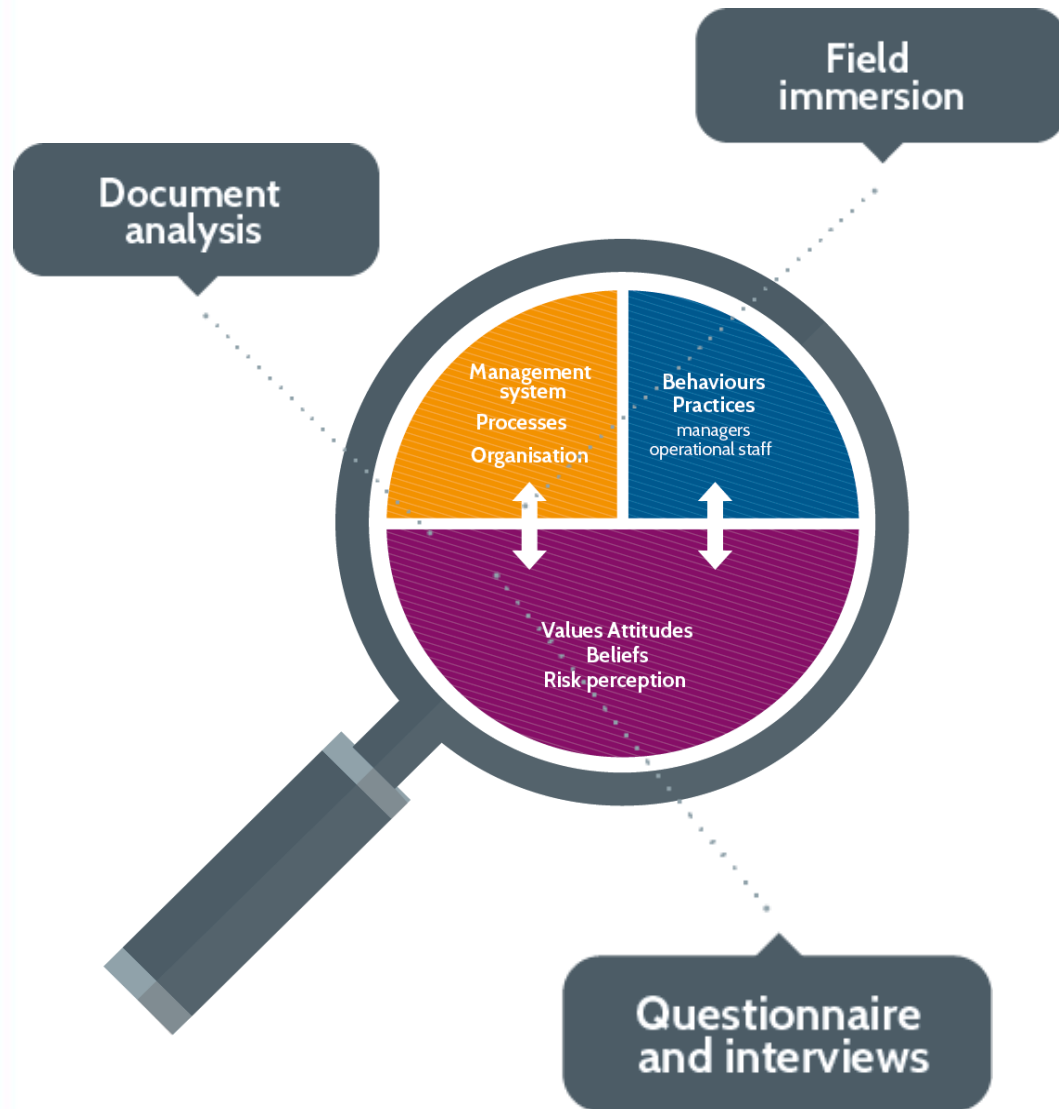 Field
immersion
Document
analysis
Management
system
Processes
Organisation
Behaviours
Practices
managers
operational staff
Values Attitudes
Beliefs
Risk perception
Questionnaire
and interviews